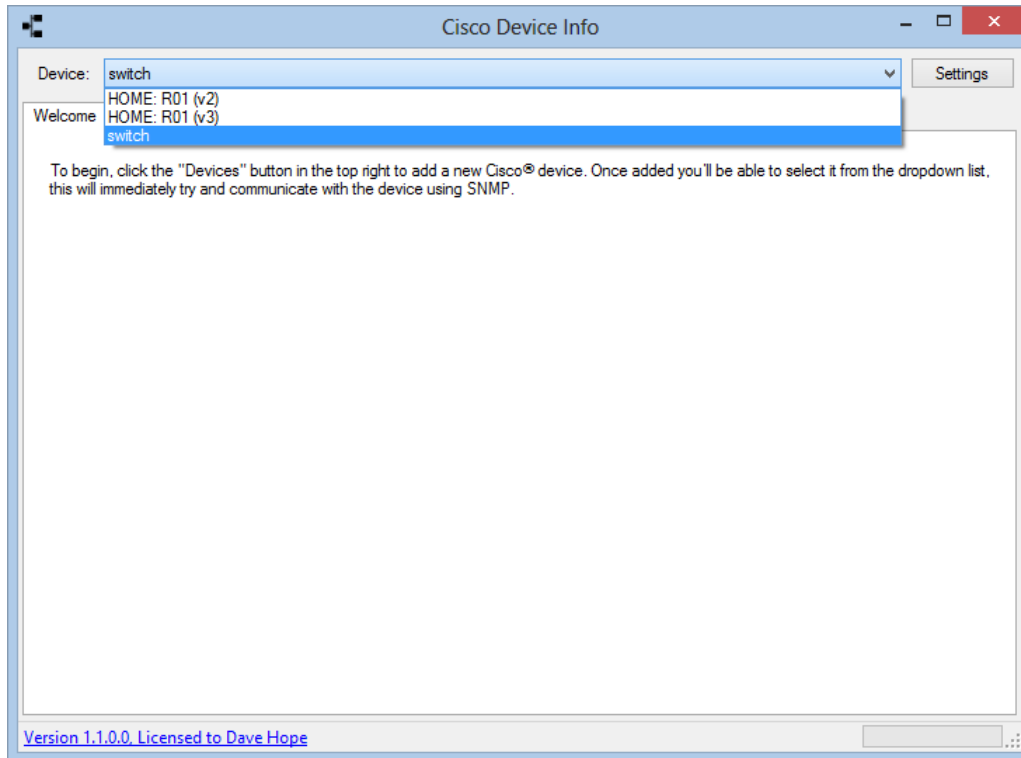 Cisco Device Info
Device: switch Settings
HOME: R01 (v2)
Welcome HOME: R01 (v3)
switch
To begin, click the "Devices" button in the top right to add a new Cisco® device. Once added you'll be able to select it from the dropdown list,
this will immediately try and communicate with the device using SNMP.
Version 1.1.0.0, Licensed to Dave Hope